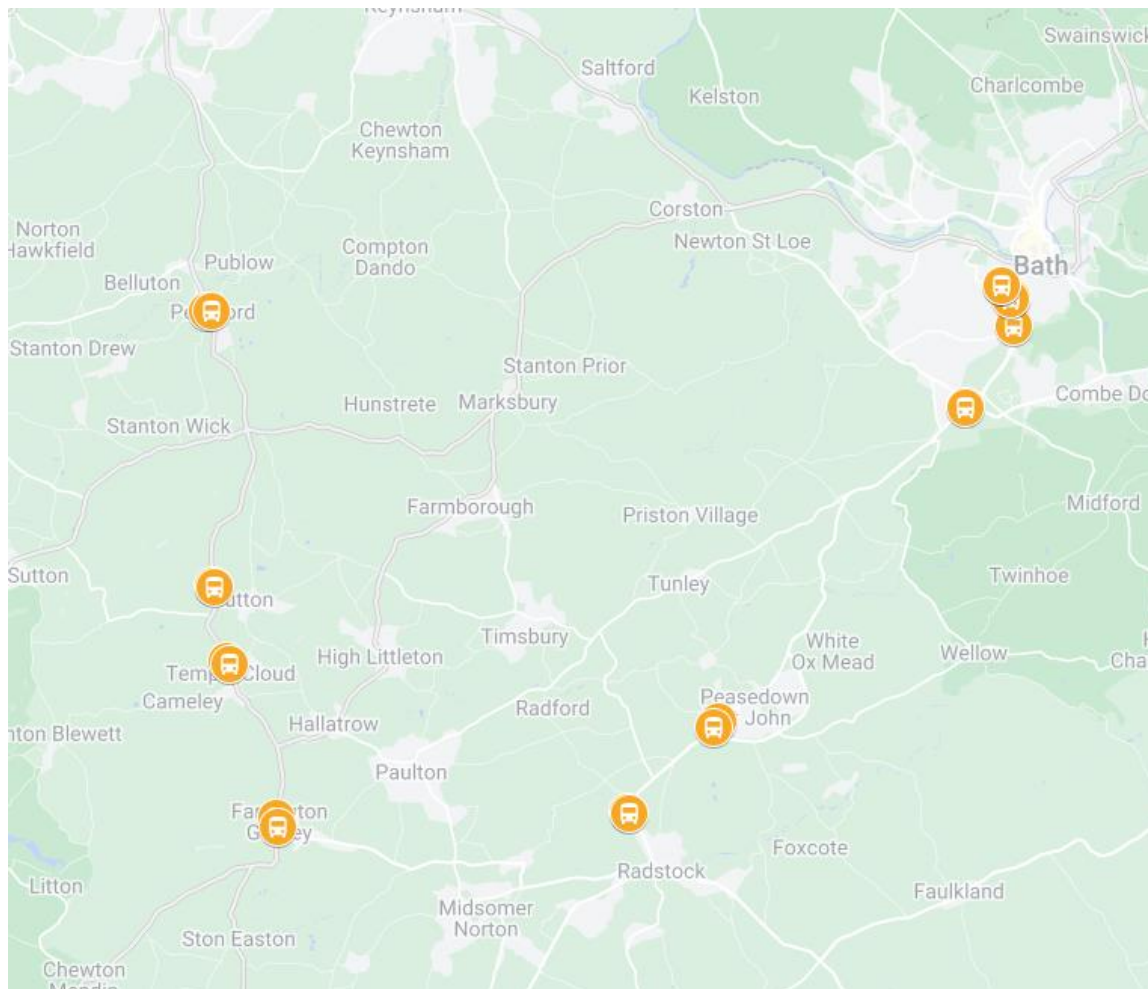 Keynsham
Swainswick
Saltford
Charlcombe
Kelston
Chewton
Keynsham
Corston
Norton
Hawkfield
Newton St Loe
Compton
Dando
Publow
Bath
Belluton
Stanton Drew
Stanton Prior
Combe Do
Hunstrete
Marksbury
Stanton Wick
Midford
Farmborough
Priston Village
Sutton
Twinhoe
Tunley
Timsbury
White
Ox Mead
High Littleton
Wellow
Cha
Cloud
Cameley
Peasedown
John
Radford
Hallatrow
nton Blewett
Paulton
Foxcote
Radstock
Litton
Faulkland
Midsomer
Norton
Ston Easton
Chewton